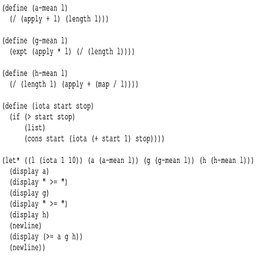 (define (a-mean l)
  (/ (apply + l) (length l)))

(define (g-mean l)
  (expt (apply * l) (/ (length l))))

(define (h-mean l)
  (/ (length l) (apply + (map / l))))

(define (iota start stop)
  (if (> start stop)
      (list)
      (cons start (iota (+ start 1) stop))))

(let* ((l (iota 1 10)) (a (a-mean l)) (g (g-mean l)) (h (h-mean l)))
  (display a)
  (display " >= ")
  (display g)
  (display " >= ")
  (display h)
  (newline)
  (display (>= a g h))
  (newline))